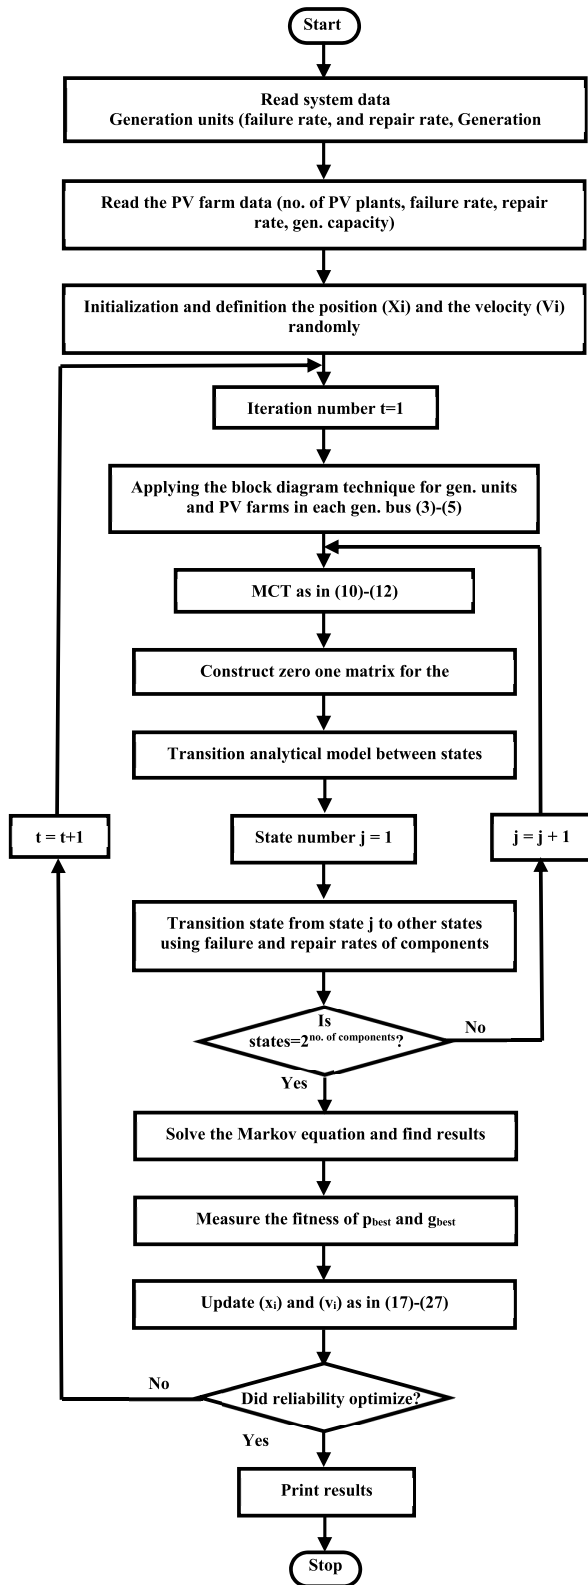 Start
Read system data
Generation units (failure rate, and repair rate, Generation
Read the PV farm data (no. of PV plants, failure rate, repair
rate, gen. capacity)
Initialization and definition the position (Xi) and the velocity (Vi)
randomly
Iteration number t=1
Applying the block diagram technique for gen. units
and PV farms in each gen. bus (3)-(5)
MCT as in (10)-(12)
Construct zero one matrix for the
Transition analytical model between states
t = t+1
State number j = 1
j = j + 1
Transition state from state j to other states
using failure and repair rates of components
Is
states=2^no. of components?
No
Yes
Solve the Markov equation and find results
Measure the fitness of pbest and gbest
Update (xi) and (vi) as in (17)-(27)
No
Did reliability optimize?
Yes
Print results
Stop